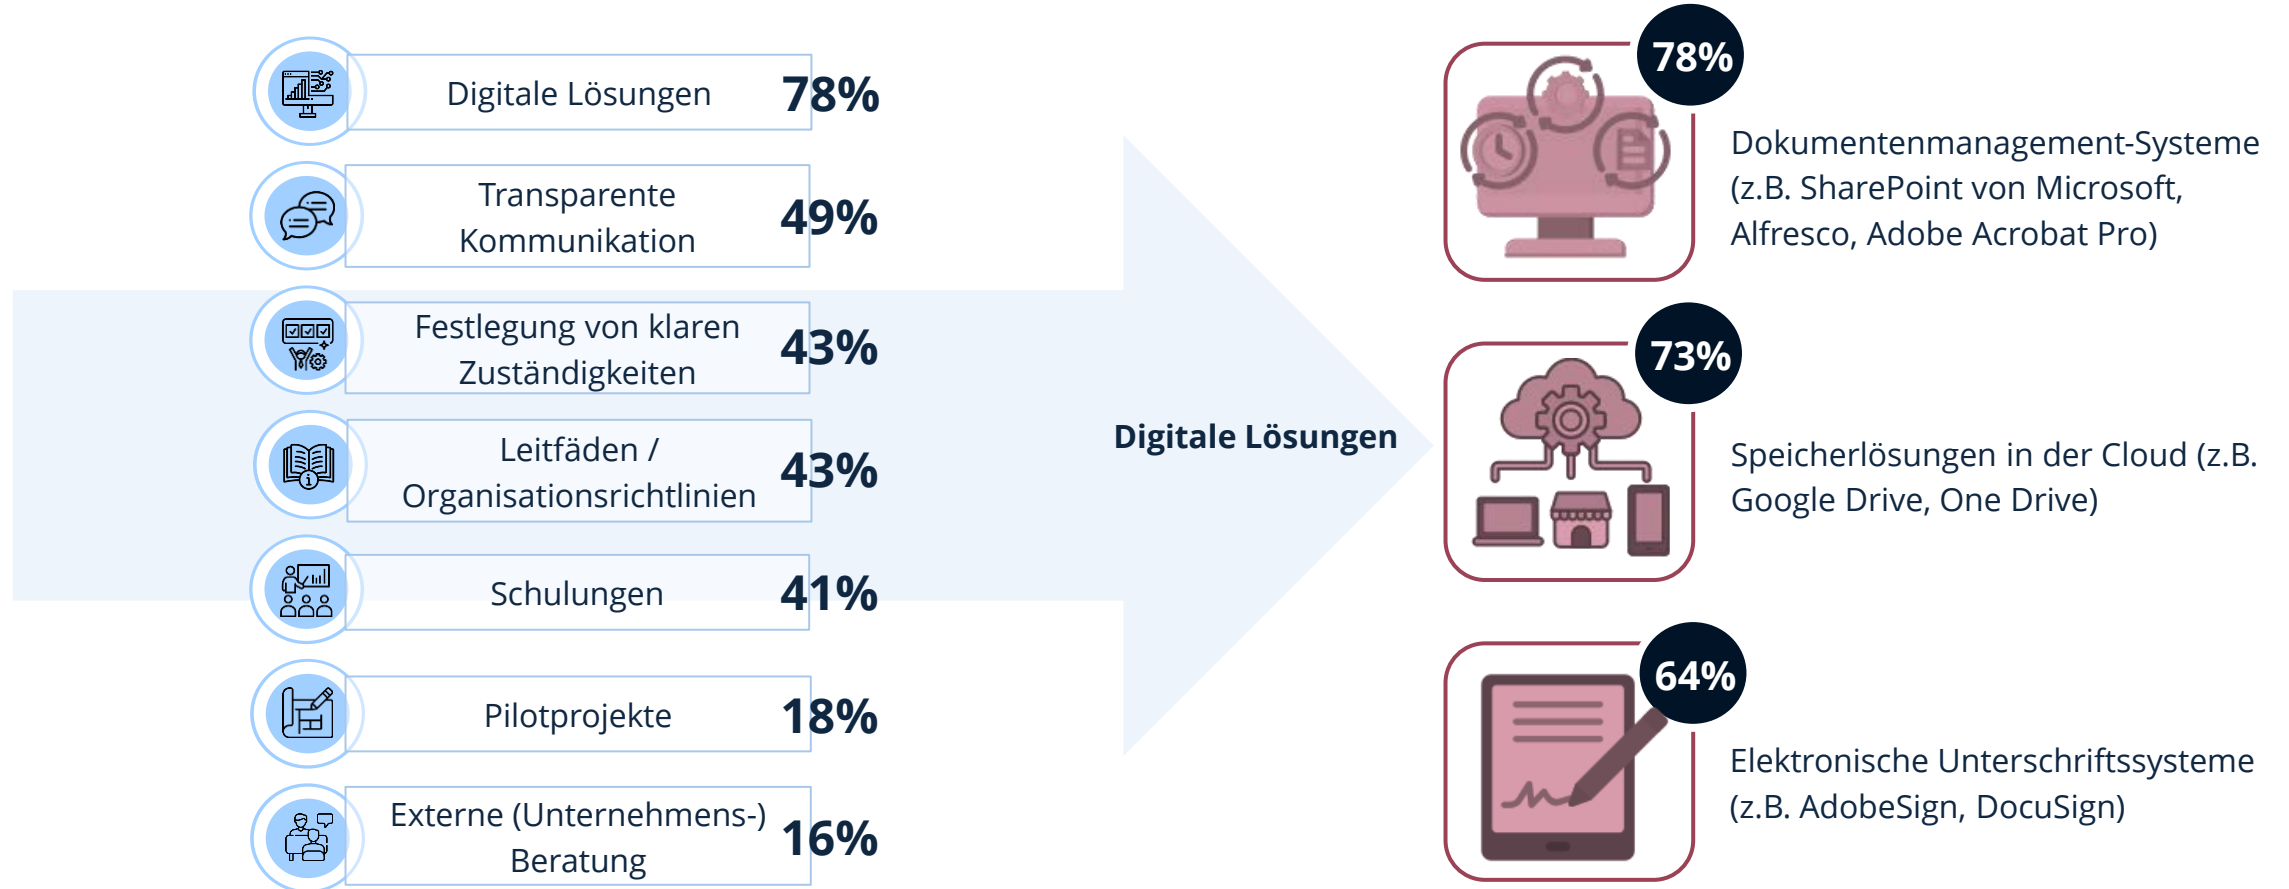 Digitale Lösungen
78%
Transparente
Kommunikation
49%
Festlegung von klaren
Zuständigkeiten
43%
Leitfäden /
Organisationsrichtlinien
43%
Schulungen
41%
Pilotprojekte
18%
Externe (Unternehmens-)
Beratung
16%
Digitale Lösungen
78%
Dokumentenmanagement-Systeme
(z.B. SharePoint von Microsoft,
Alfresco, Adobe Acrobat Pro)
73%
Speicherlösungen in der Cloud (z.B.
Google Drive, One Drive)
64%
Elektronische Unterschriftssysteme
(z.B. AdobeSign, DocuSign)